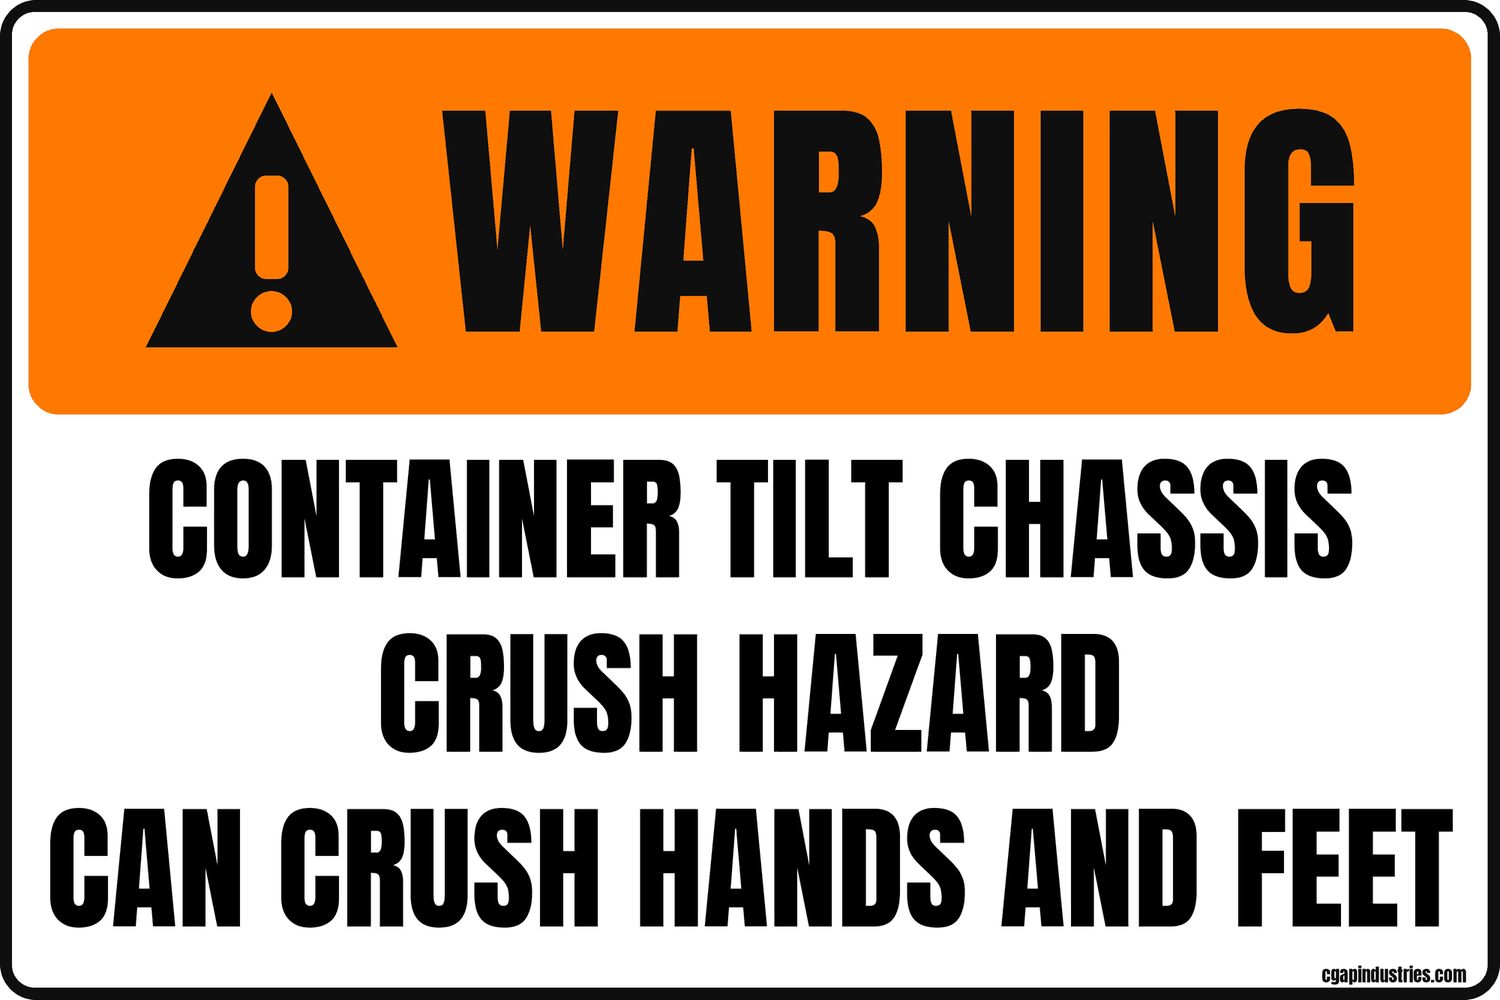 WARNING
CONTAINER TILT CHASSIS
CRUSH HAZARD
CAN CRUSH HANDS AND FEET
cgapindustries.com